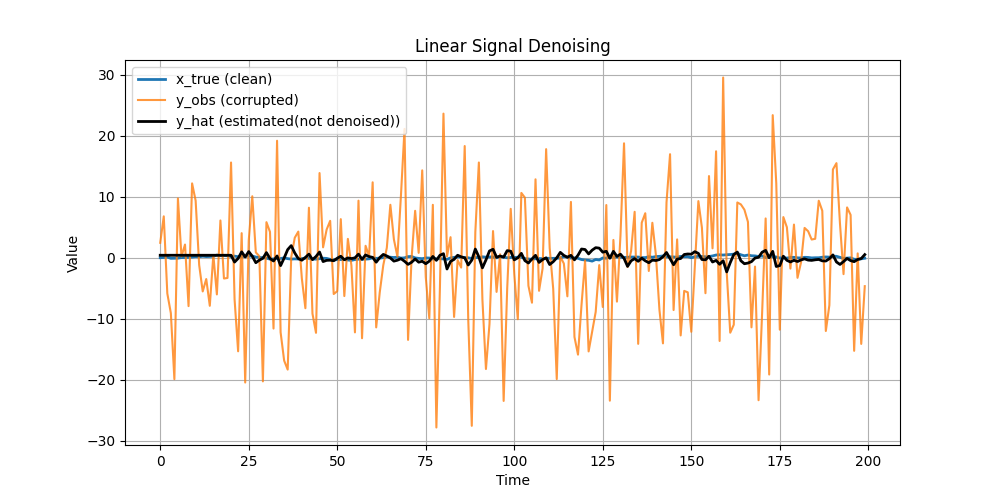 Linear Signal Denoising
x_true (clean)
y_obs (corrupted)
y_hat (estimated(not denoised))
Value
30
20
10
0
−10
−20
−30
0 25 50 75 100 125 150 175 200
Time